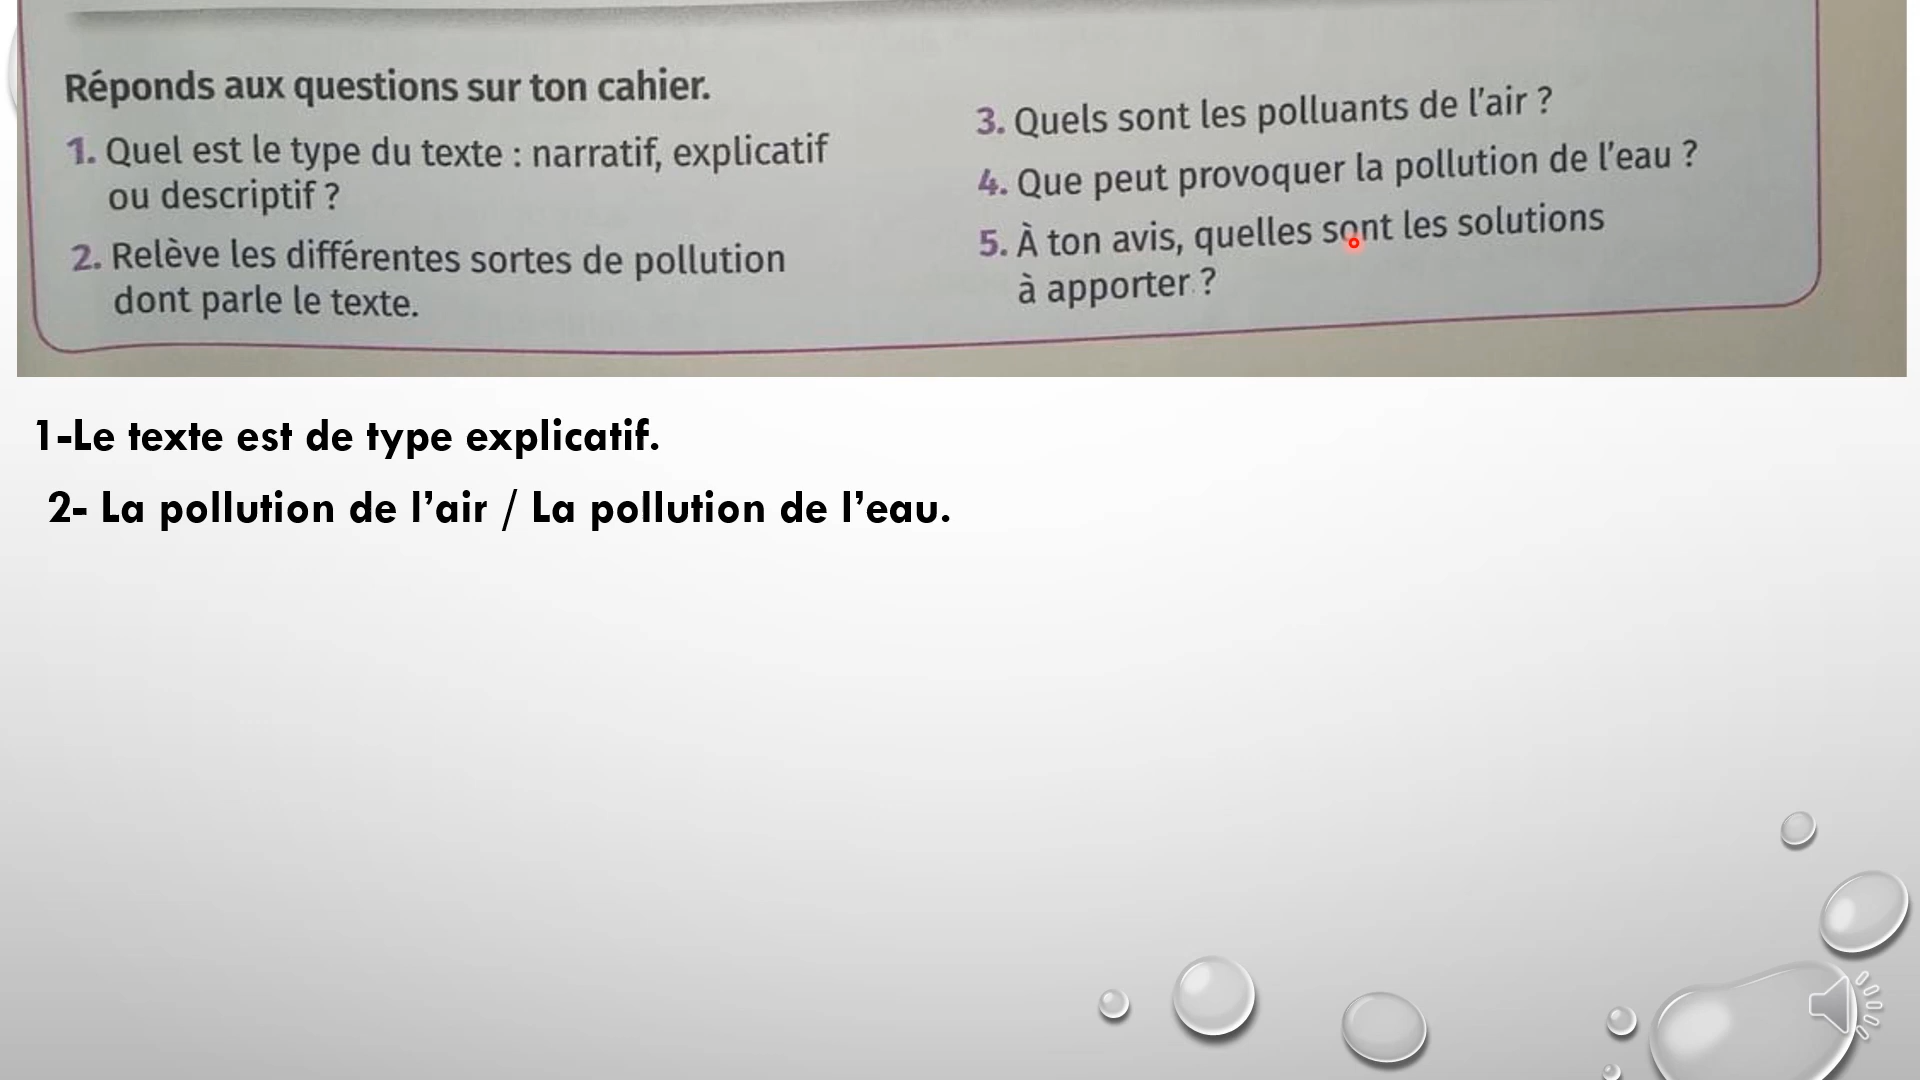 Réponds aux questions sur ton cahier.
1. Quel est le type du texte : narratif, explicatif
ou descriptif ?
2. Relève les différentes sortes de pollution
dont parle le texte.
3. Quels sont les polluants de l'air ?
4. Que peut provoquer la pollution de l'eau ?
5. À ton avis, quelles sont les solutions
à apporter ?
1-Le texte est de type explicatif.
2- La pollution de l’air / La pollution de l’eau.